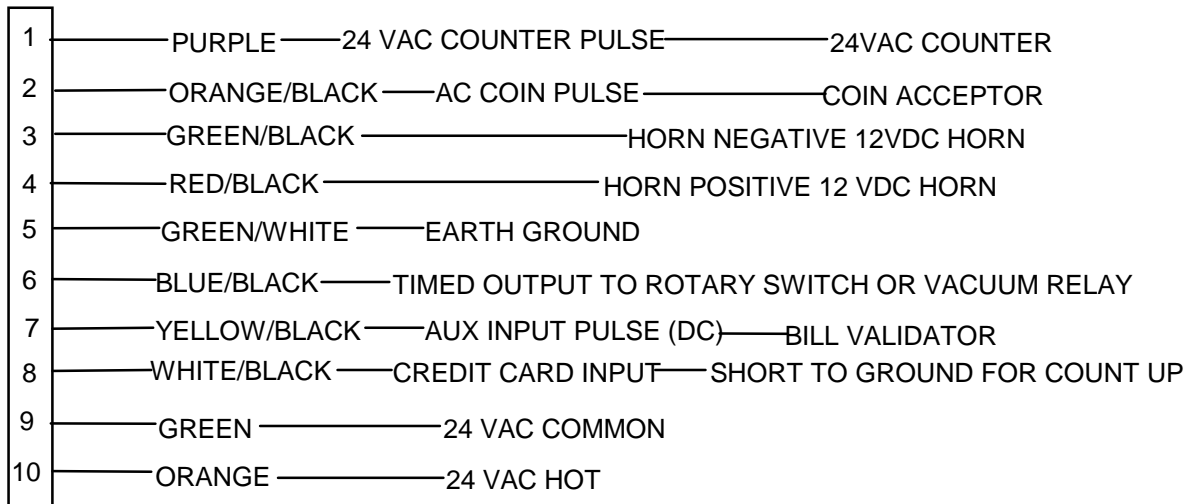 1 PURPLE 24 VAC COUNTER PULSE 24VAC COUNTER
2 ORANGE/BLACK AC COIN PULSE COIN ACCEPTOR
3 GREEN/BLACK HORN NEGATIVE 12VDC HORN
4 RED/BLACK HORN POSITIVE 12 VDC HORN
5 GREEN/WHITE EARTH GROUND
6 BLUE/BLACK TIMED OUTPUT TO ROTARY SWITCH OR VACUUM RELAY
7 YELLOW/BLACK AUX INPUT PULSE (DC) BILL VALIDATOR
8 WHITE/BLACK CREDIT CARD INPUT SHORT TO GROUND FOR COUNT UP
9 GREEN 24 VAC COMMON
10 ORANGE 24 VAC HOT